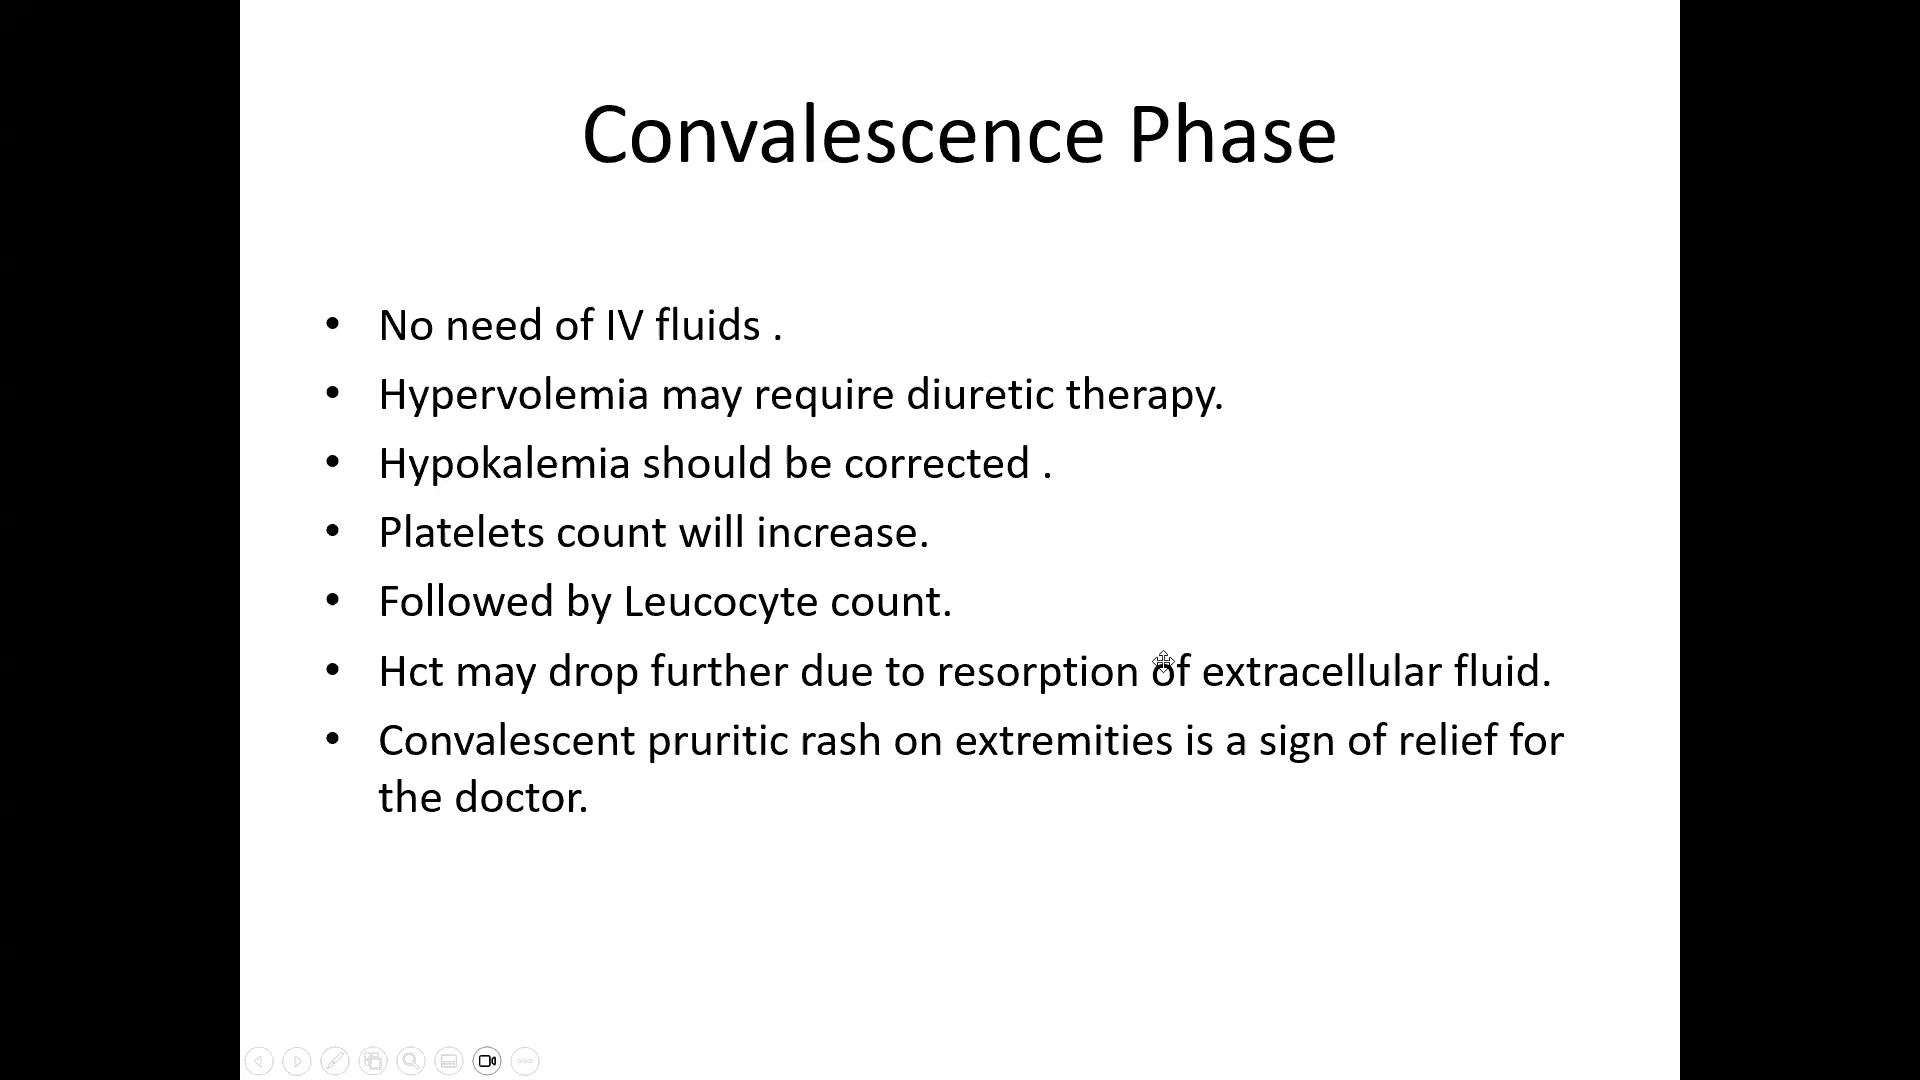 Convalescence Phase
• No need of IV fluids .
• Hypervolemia may require diuretic therapy.
• Hypokalemia should be corrected .
• Platelets count will increase.
• Followed by Leucocyte count.
• Hct may drop further due to resorption of extracellular fluid.
• Convalescent pruritic rash on extremities is a sign of relief for
the doctor.